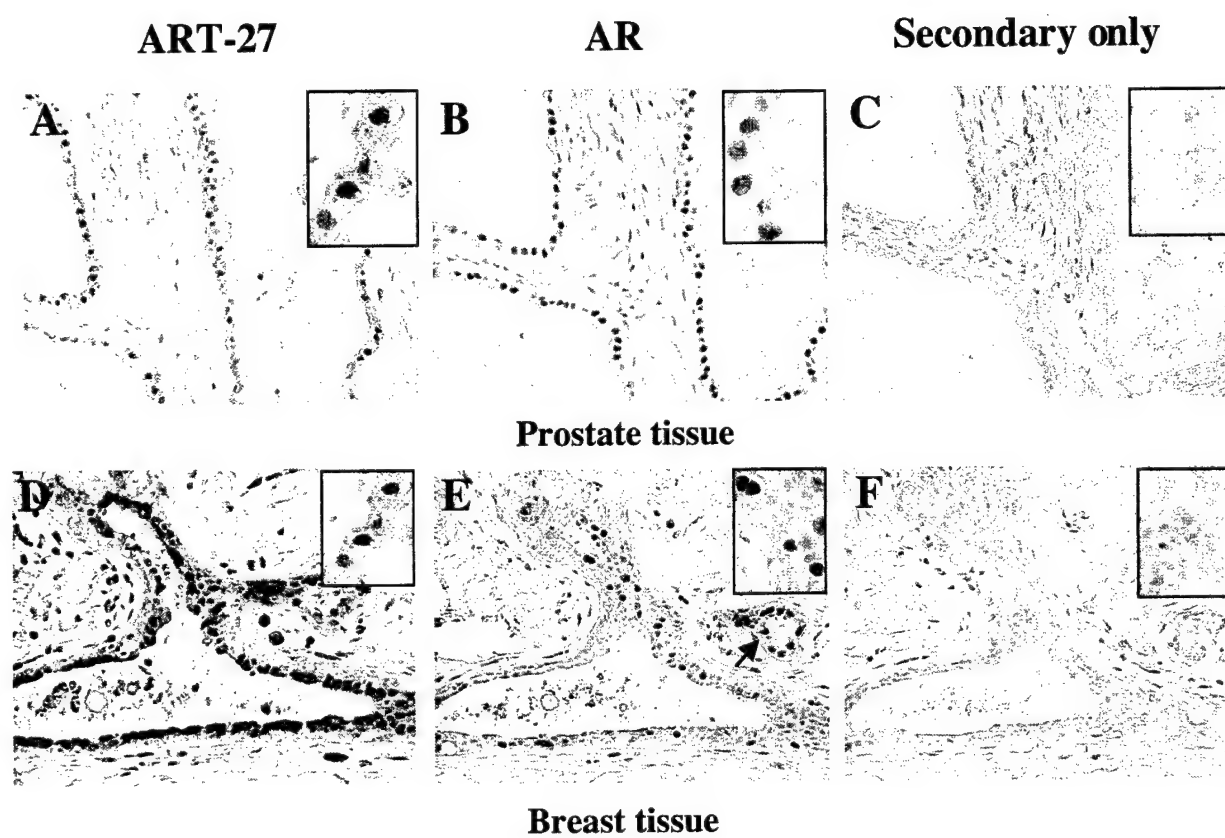 ART-27 AR Secondary only
A B C
Prostate tissue
D E F
Breast tissue